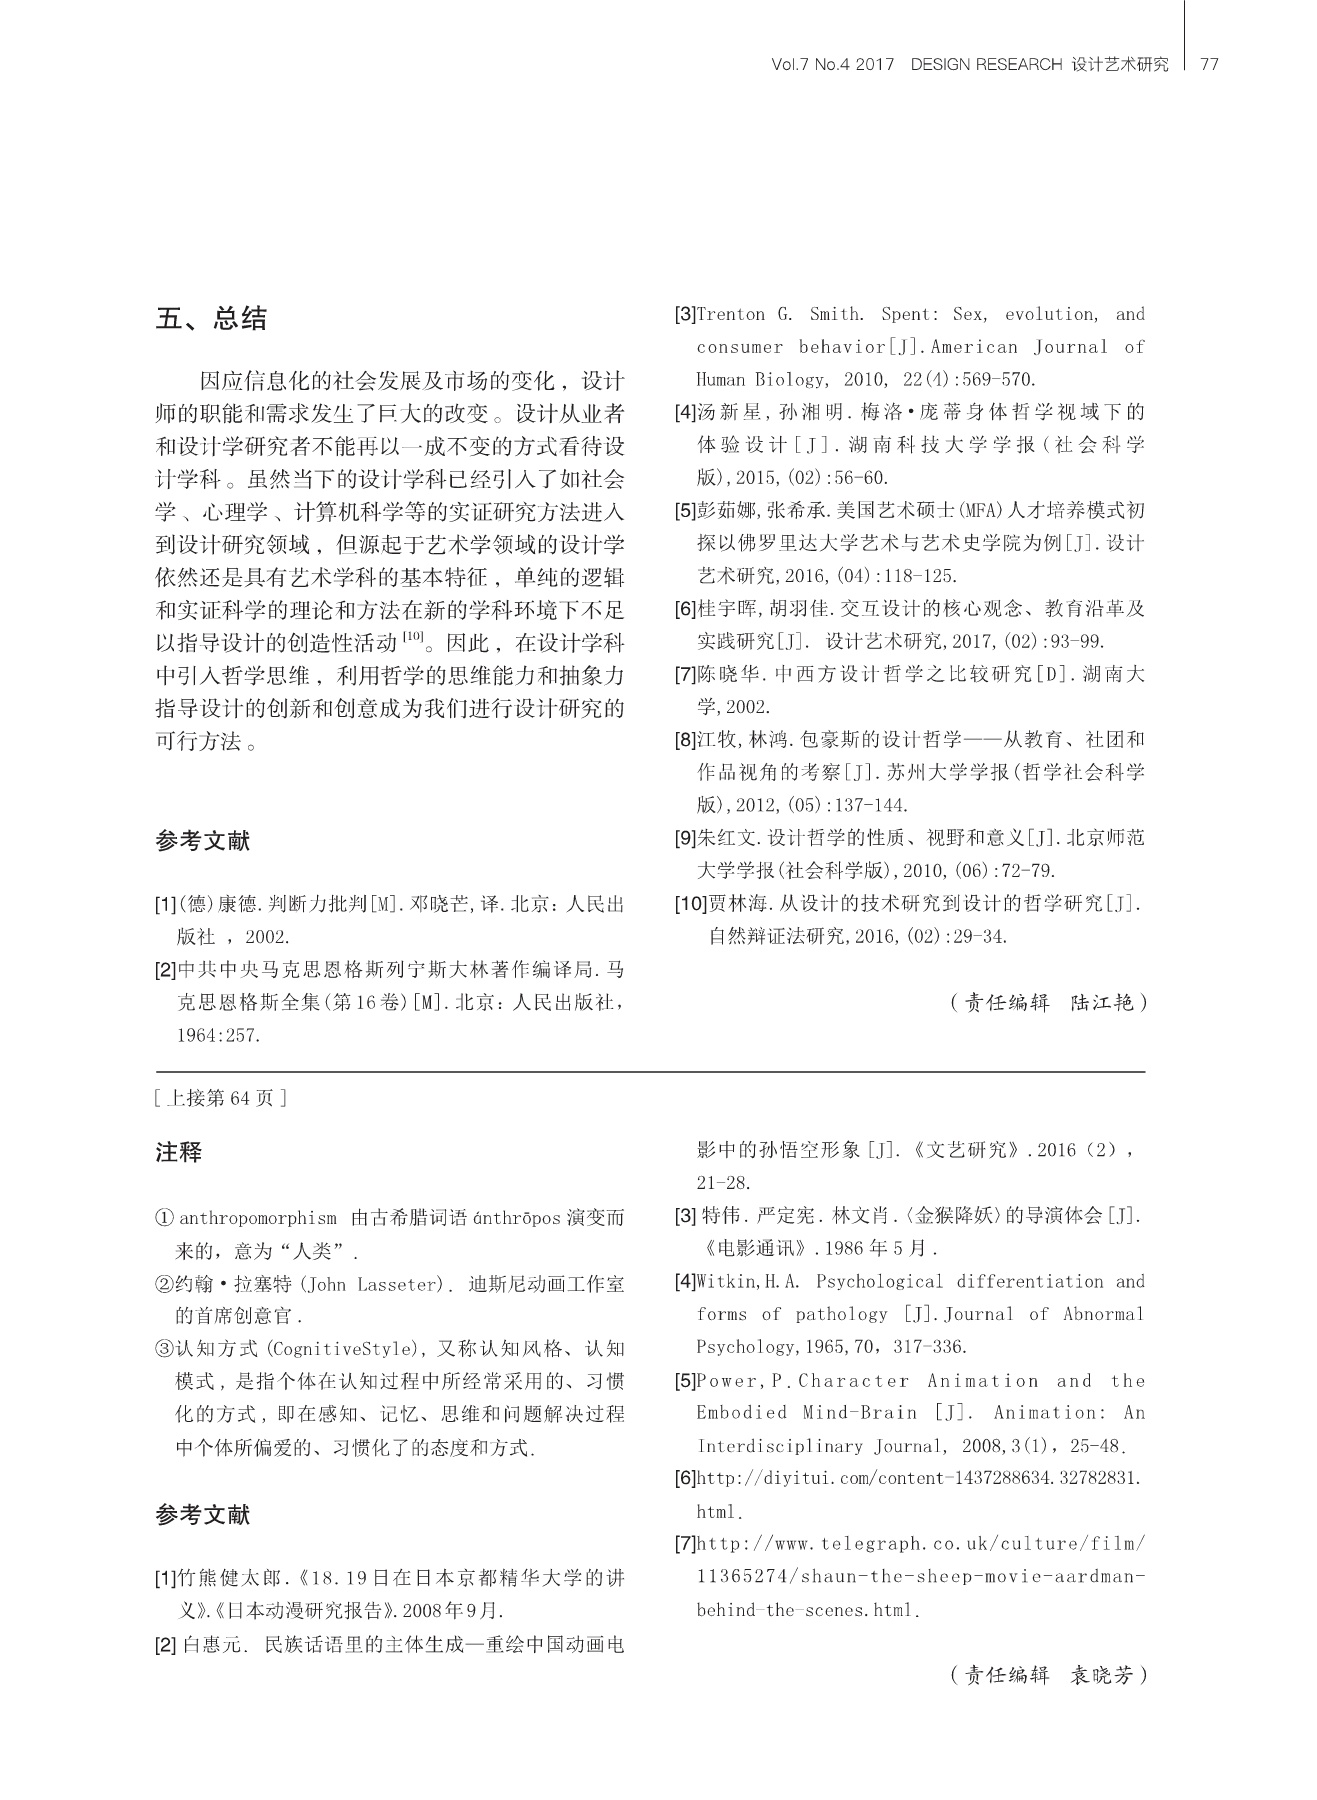 Vol.7 No.4 2017 DESIGN RESEARCH 设计艺术研究 77
五、总结
因应信息化的社会发展及市场的变化，设计
师的职能和需求发生了巨大的改变。设计从业者
和设计学研究者不能再以一成不变的方式看待设
计学科。虽然当下的设计学科已经引入了如社会
学、心理学、计算机科学等的实证研究方法进入
到设计研究领域，但源起于艺术学领域的设计学
依然还是具有艺术学科的基本特征，单纯的逻辑
和实证科学的理论和方法在新的学科环境下不足
以指导设计的创造性活动[10]。因此，在设计学科
中引入哲学思维，利用哲学的思维能力和抽象力
指导设计的创新和创意成为我们进行设计研究的
可行方法。
参考文献
[1](德)康德.判断力批判[M].邓晓芒,译.北京：人民出
版社 ，2002.
[2]中共中央马克思恩格斯列宁斯大林著作编译局.马
克思恩格斯全集(第16卷)[M].北京：人民出版社，
1964:257.
[3]Trenton G. Smith. Spent: Sex, evolution, and
consumer behavior[J].American Journal of
Human Biology, 2010, 22(4):569-570.
[4]汤新星,孙湘明.梅洛·庞蒂身体哲学视域下的
体验设计[J].湖南科技大学学报(社会科学
版),2015,(02):56-60.
[5]彭茹娜,张希承.美国艺术硕士(MFA)人才培养模式初
探以佛罗里达大学艺术与艺术史学院为例[J].设计
艺术研究,2016,(04):118-125.
[6]桂宇晖,胡羽佳.交互设计的核心观念、教育沿革及
实践研究[J]. 设计艺术研究,2017,(02):93-99.
[7]陈晓华.中西方设计哲学之比较研究[D].湖南大
学,2002.
[8]江牧,林鸿.包豪斯的设计哲学——从教育、社团和
作品视角的考察[J].苏州大学学报(哲学社会科学
版),2012,(05):137-144.
[9]朱红文.设计哲学的性质、视野和意义[J].北京师范
大学学报(社会科学版),2010,(06):72-79.
[10]贾林海.从设计的技术研究到设计的哲学研究[J].
自然辩证法研究,2016,(02):29-34.
（责任编辑 陆江艳）
［上接第 64 页］
注释
① anthropomorphism 由古希腊词语 ánthrōpos 演变而
来的，意为“人类”.
②约翰·拉塞特 (John Lasseter). 迪斯尼动画工作室
的首席创意官.
③认知方式 (CognitiveStyle), 又称认知风格、认知
模式, 是指个体在认知过程中所经常采用的、习惯
化的方式, 即在感知、记忆、思维和问题解决过程
中个体所偏爱的、习惯化了的态度和方式.
参考文献
[1]竹熊健太郎.《18.19日在日本京都精华大学的讲
义》.《日本动漫研究报告》.2008年9月.
[2] 白惠元. 民族话语里的主体生成—重绘中国动画电
影中的孙悟空形象 [J].《文艺研究》.2016（2），
21-28.
[3] 特伟. 严定宪. 林文肖.〈金猴降妖〉的导演体会 [J].
《电影通讯》.1986 年 5 月.
[4]Witkin,H.A. Psychological differentiation and
forms of pathology [J].Journal of Abnormal
Psychology,1965,70，317-336.
[5]Power,P.Character Animation and the
Embodied Mind-Brain [J]. Animation: An
Interdisciplinary Journal, 2008,3(1)，25-48.
[6]http://diyitui.com/content-1437288634.32782831.
html.
[7]http://www.telegraph.co.uk/culture/film/
11365274/shaun-the-sheep-movie-aardman-
behind-the-scenes.html.
（责任编辑 袁晓芳）